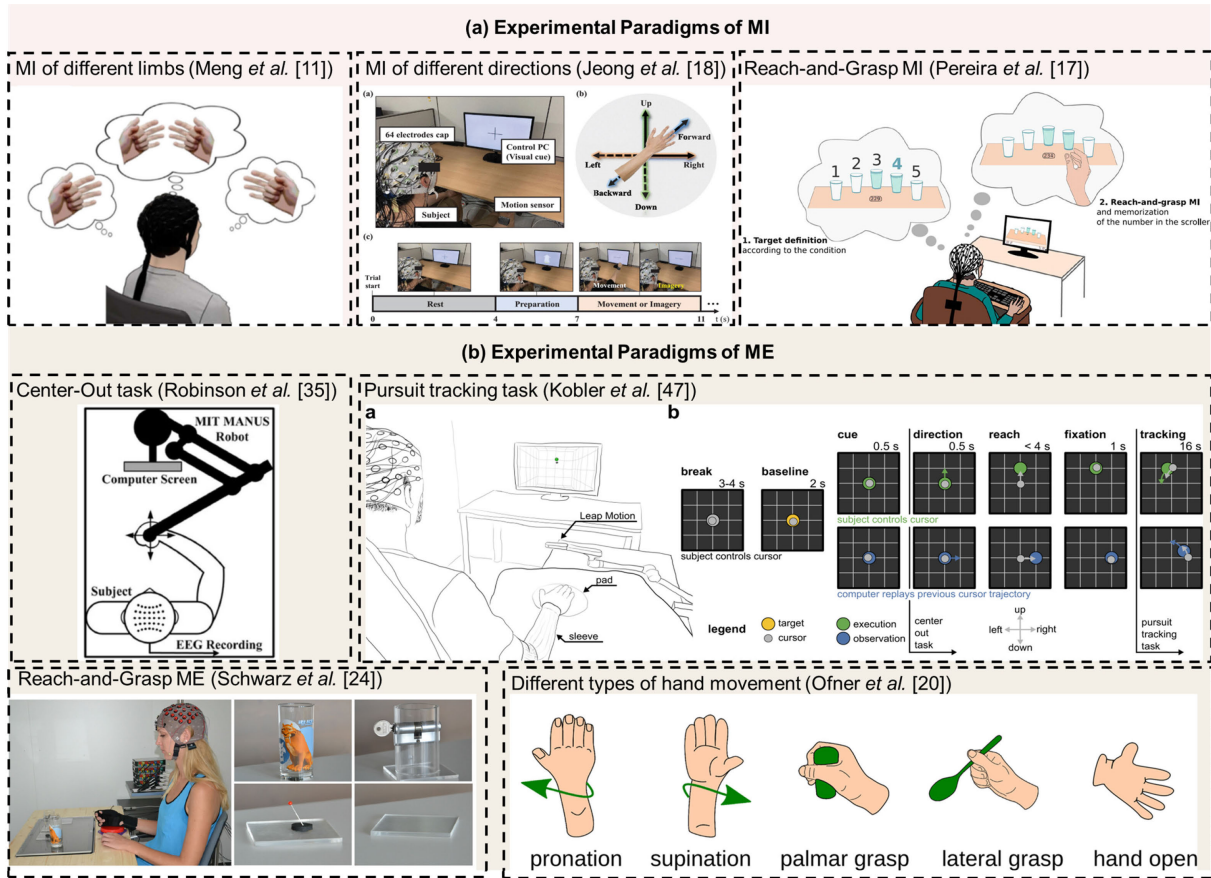 (a) Experimental Paradigms of MI
MI of different limbs (Meng et al. [11])
MI of different directions (Jeong et al. [18])
(a)
64 electrodes cap
Control PC
(Visual cue)
Subject
Motion sensor
(b)
Up
Forward
Left
Right
Backward
Down
(c)
Trial
start
Movement
Imagery
Rest
Preparation
Movement or Imagery
...
0
4
7
11
t (s)
Reach-and-Grasp MI (Pereira et al. [17])
1 2 3 4 5
1. Target definition
according to the condition
2. Reach-and-grasp MI
and memorization
of the number in the scroller
(b) Experimental Paradigms of ME
Center-Out task (Robinson et al. [35])
MIT MANUS
Robot
Computer Screen
Subject
EEG Recording
Pursuit tracking task (Kobler et al. [47])
a
Leap Motion
pad
sleeve
b
break
3-4 s
baseline
2 s
subject controls cursor
cue
0.5 s
direction
0.5 s
reach
< 4 s
fixation
1 s
tracking
16 s
subject controls cursor
computer replays previous cursor trajectory
legend
target
cursor
execution
observation
center
out
task
up
left
right
down
pursuit
tracking
task
Reach-and-Grasp ME (Schwarz et al. [24])
Different types of hand movement (Ofner et al. [20])
pronation
supination
palmar grasp
lateral grasp
hand open